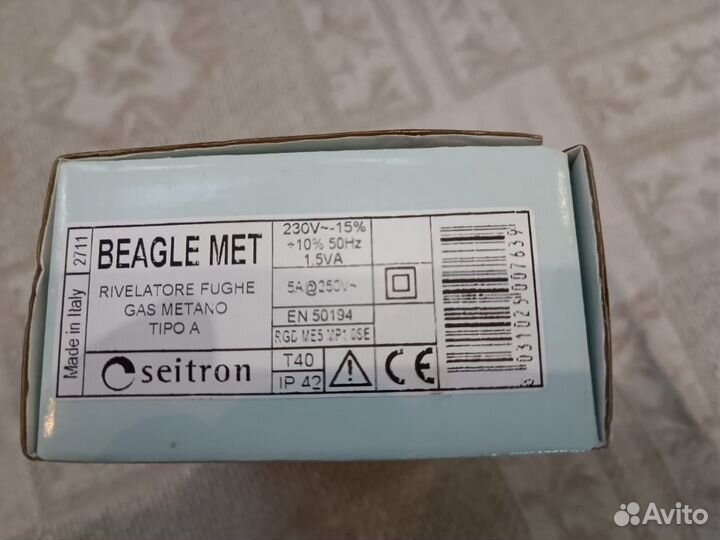 Made in Italy
2711
BEAGLE MET
RIVELATORE FUGHE
GAS METANO
TIPO A
seitron
230V~-15%
÷10% 50Hz
1.5VA
5A@250V~
EN 50194
RGD ME5 MP1
T40
IP 42
CE
031025007639
Avito